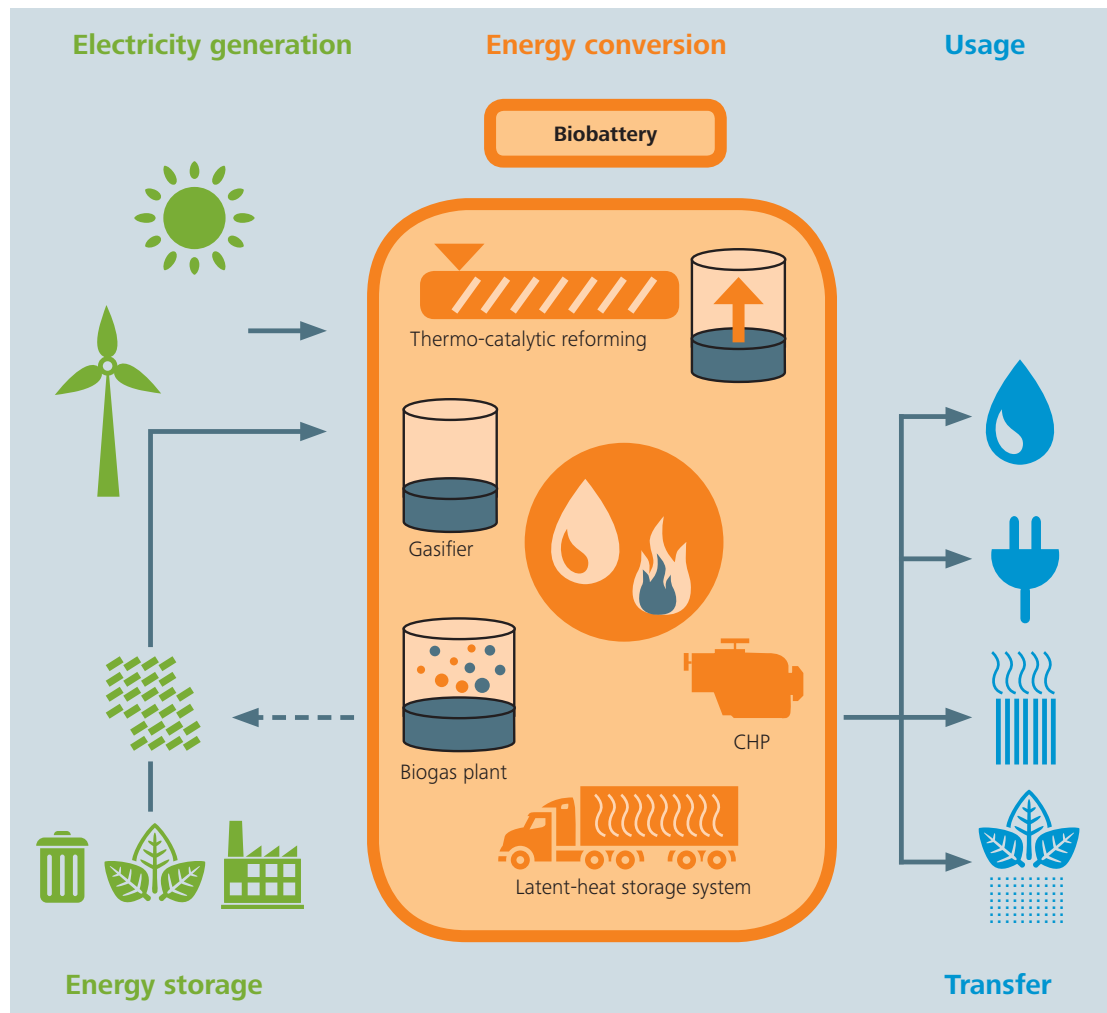 Electricity generation
Energy conversion
Usage
Biobattery
Thermo-catalytic reforming
Gasifier
Biogas plant
CHP
Latent-heat storage system
Energy storage
Transfer